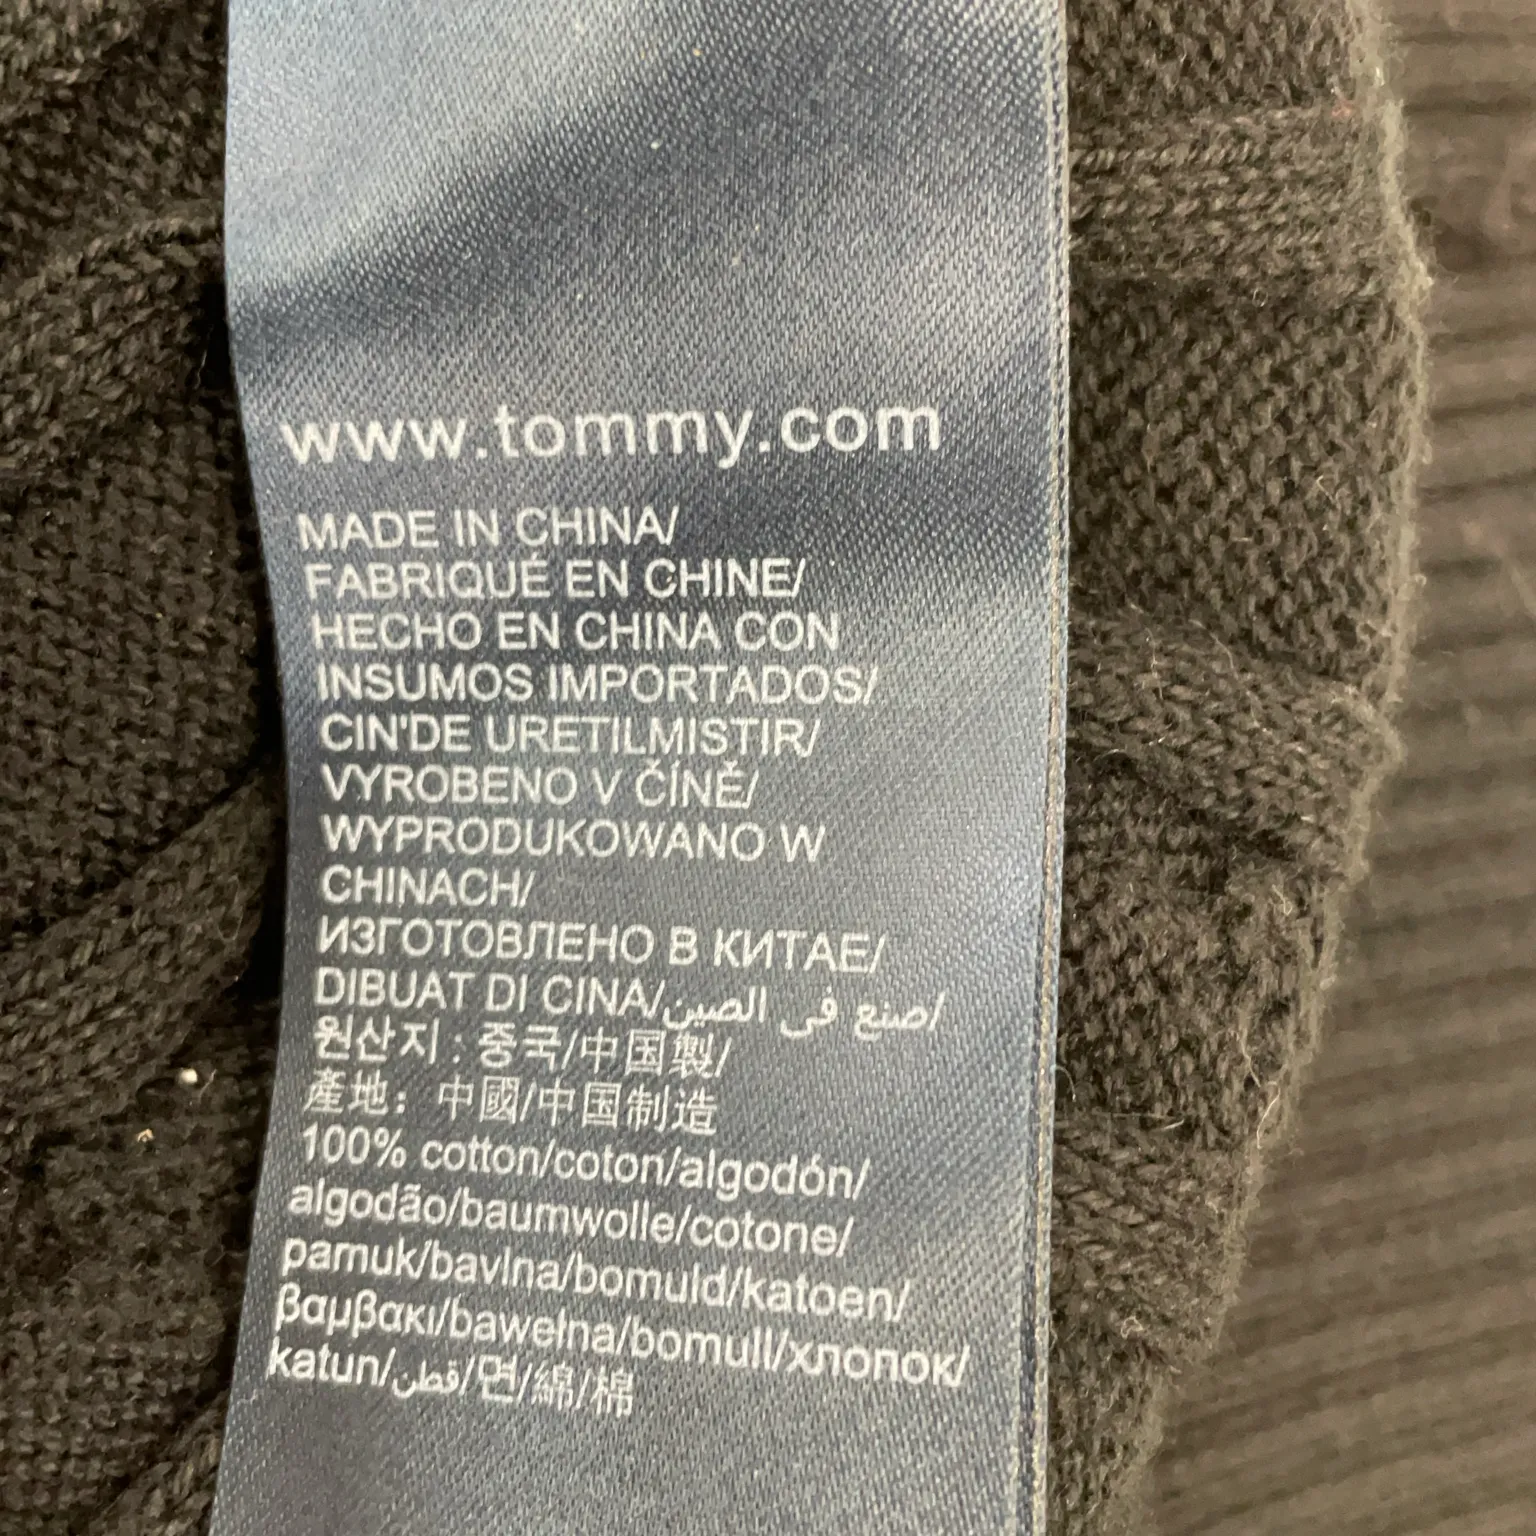 www.tommy.com
MADE IN CHINA/
FABRIQUÉ EN CHINE/
HECHO EN CHINA CON
INSUMOS IMPORTADOS/
CIN'DE URETILMISTIR/
VYROBENO V ČÍNĚ/
WYPRODUKOWANO W
CHINACH/
ИЗГОТОВЛЕНО В КИТАЕ/
DIBUAT DI CINA/صنع في الصين/
원산지 : 중국/中国製/
產地： 中國/中国制造
100% cotton/coton/algodón/
algodão/baumwolle/cotone/
pamuk/bavlna/bomuld/katoen/
βαμβακι/bawełna/bomull/хлопок/
katun/قطن/면/綿/棉